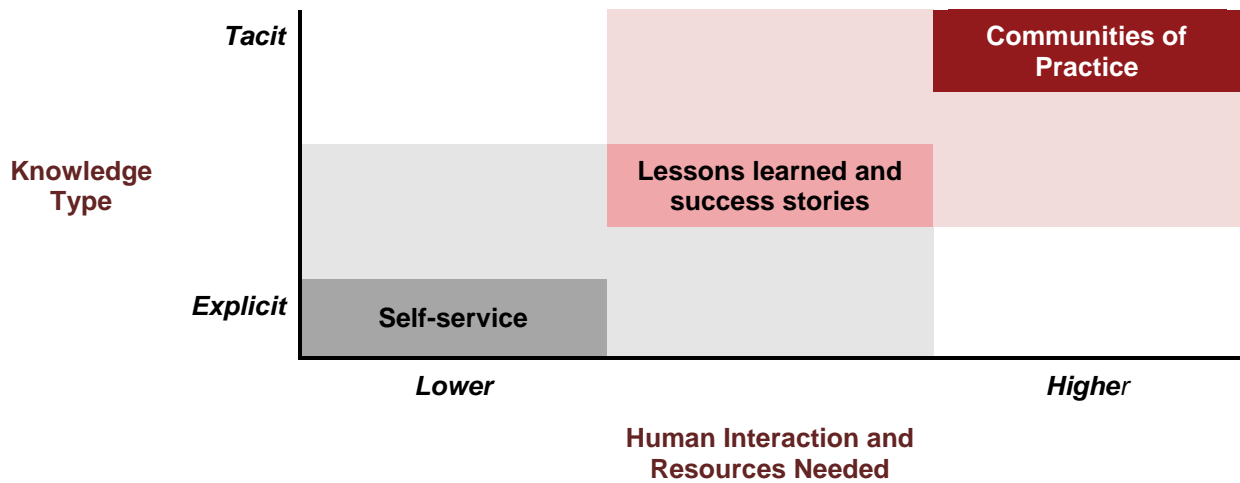 Tacit
Communities of
Practice
Knowledge
Type
Lessons learned and
success stories
Explicit
Self-service
Lower
Higher
Human Interaction and
Resources Needed